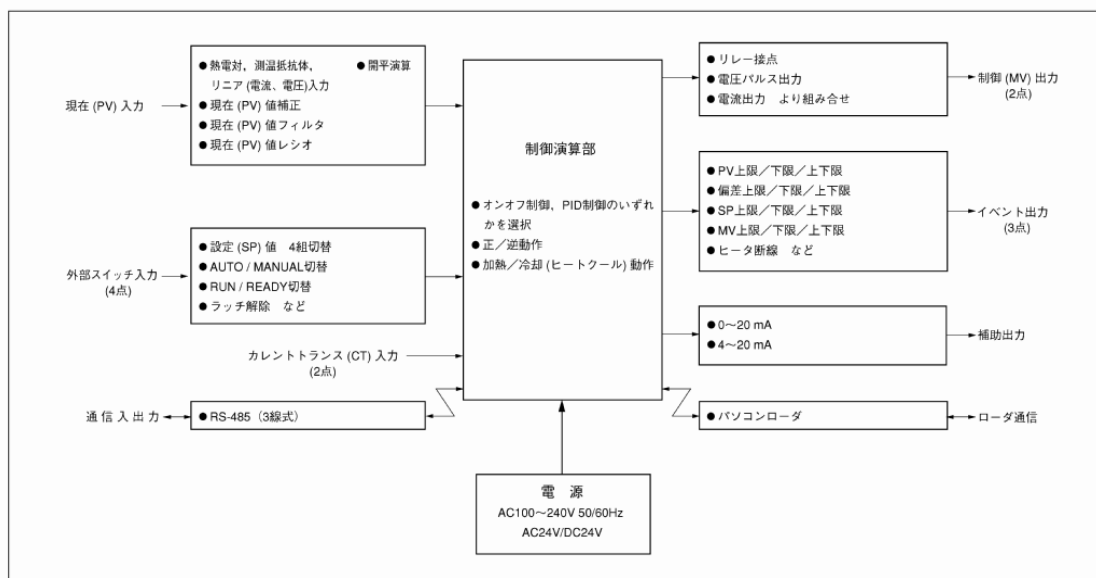 現在 (PV) 入力
● 熱電対，測温抵抗体， ● 開平演算
リニア (電流、電圧)入力
● 現在 (PV) 値補正
● 現在 (PV) 値フィルタ
● 現在 (PV) 値レシオ
外部スイッチ入力
(4点)
● 設定 (SP) 値 4組切替
● AUTO / MANUAL切替
● RUN / READY切替
● ラッチ解除 など
カレントトランス (CT) 入力
(2点)
通 信 入 出 力
● RS-485（3線式）
制御演算部
● オンオフ制御，PID制御のいずれ
かを選択
● 正／逆動作
● 加熱／冷却 (ヒートクール) 動作
電 源
AC100～240V 50/60Hz
AC24V/DC24V
● リレー接点
● 電圧パルス出力
● 電流出力 より組み合せ
制御 (MV) 出力
(2点)
● PV上限／下限／上下限
● 偏差上限／下限／上下限
● SP上限／下限／上下限
● MV上限／下限／上下限
● ヒータ断線 など
イベント出力
(3点)
● 0～20 mA
● 4～20 mA
補助出力
● パソコンローダ
ローダ通信